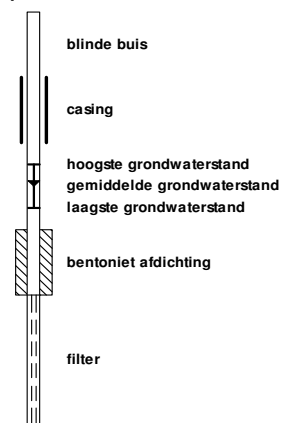 blinde buis
casing
hoogste grondwaterstand
gemiddelde grondwaterstand
laagste grondwaterstand
bentoniet afdichting
filter